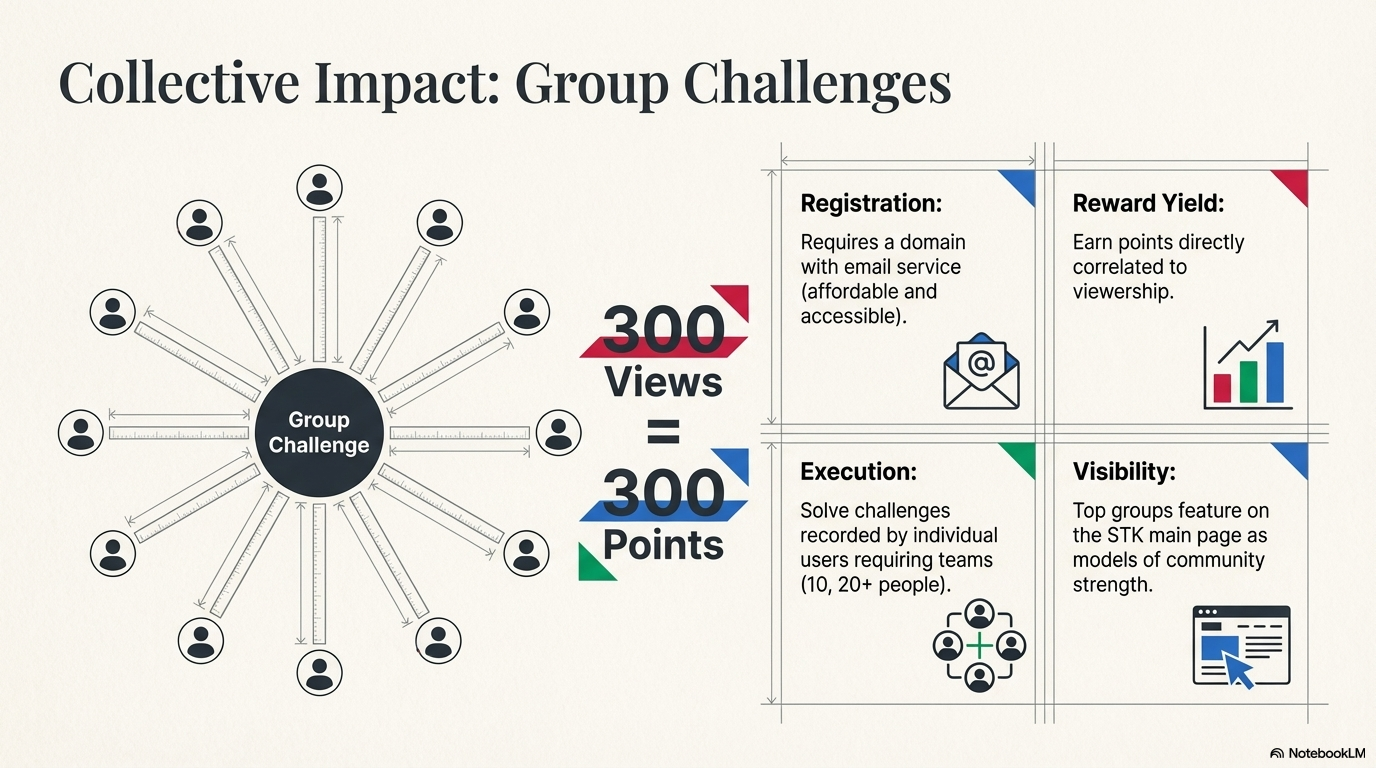 Collective Impact: Group Challenges
Group
Challenge
300
Views
=
300
Points
Registration:
Requires a domain
with email service
(affordable and
accessible).
@
Reward Yield:
Earn points directly
correlated to
viewership.
Execution:
Solve challenges
recorded by individual
users requiring teams
(10, 20+ people).
Visibility:
Top groups feature on
the STK main page as
models of community
strength.
NotebookLM